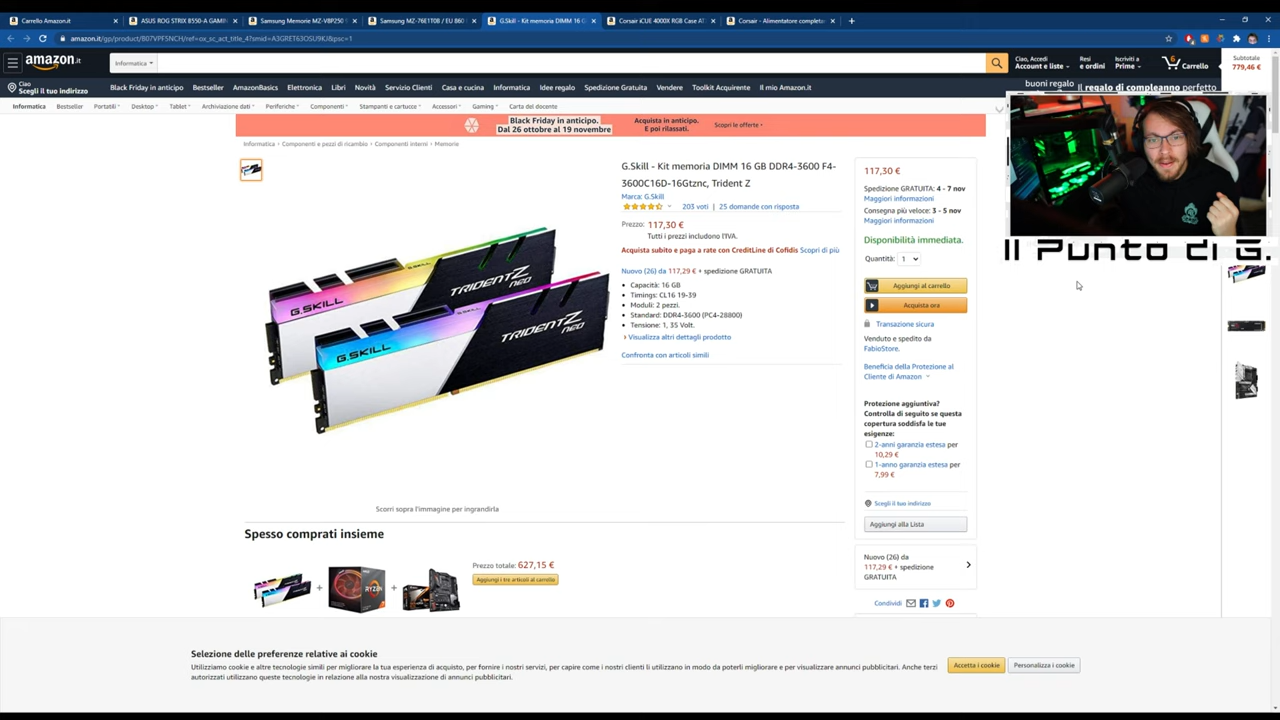 Carrello Amazon.it
ASUS ROG STRIX B550-A GAMIN
Samsung Memorie MZ-V8P250
Samsung MZ-76E1T0B / EU 860
G.Skill - Kit memoria DIMM 16 G
Corsair iCUE 4000X RGB Case AT
Corsair - Alimentatore complet
amazon.it/gp/product/B07VPF5NCH/ref=ox_sc_act_title_4?smid=A3GRET63OSU9KJ&psc=1
amazon.it
Informatica
Ciao, Accedi
Account e liste
Resi
e ordini
Iscriviti a
Prime
6
Carrello
Subtotale:
779,46 €
Ciao
Scegli il tuo indirizzo
Black Friday in anticipo
Bestseller
AmazonBasics
Elettronica
Libri
Novità
Servizio Clienti
Casa e cucina
Informatica
Idee regalo
Spedizione Gratuita
Vendere
Toolkit Acquirente
Il mio Amazon.it
buoni regalo
Il regalo di compleanno perfetto
Informatica
Bestseller
Portatili
Desktop
Tablet
Archiviazione dati
Periferiche
Componenti
Stampanti e cartucce
Accessori
Gaming
Carta del docente
Black Friday in anticipo.
Dal 26 ottobre al 19 novembre
Acquista in anticipo.
E poi rilassati.
Scopri le offerte ›
Informatica › Componenti e pezzi di ricambio › Componenti interni › Memorie
G.SKILL
TRIDENT Z
NEO
G.SKILL
TRIDENT Z
NEO
Scorri sopra l'immagine per ingrandirla
G.Skill - Kit memoria DIMM 16 GB DDR4-3600 F4-
3600C16D-16Gtznc, Trident Z
Marca: G.Skill
203 voti | 25 domande con risposta
Prezzo: 117,30 €
Tutti i prezzi includono l'IVA.
Acquista subito e paga a rate con CreditLine di Cofidis Scopri di più
Nuovo (26) da 117,29 € + spedizione GRATUITA
• Capacità: 16 GB
• Timings: CL16 19-39
• Moduli: 2 pezzi.
• Standard: DDR4-3600 (PC4-28800)
• Tensione: 1, 35 Volt.
› Visualizza altri dettagli prodotto
Confronta con articoli simili
117,30 €
Spedizione GRATUITA: 4 - 7 nov
Maggiori informazioni
Consegna più veloce: 3 - 5 nov
Maggiori informazioni
Disponibilità immediata.
Quantità: 1
Aggiungi al carrello
Acquista ora
Transazione sicura
Venduto e spedito da
FabioStore.
Beneficia della Protezione al
Cliente di Amazon
Protezione aggiuntiva?
Controlla di seguito se questa
copertura soddisfa le tue
esigenze:
2-anni garanzia estesa per
10,29 €
1-anno garanzia estesa per
7,99 €
Scegli il tuo indirizzo
Aggiungi alla Lista
Nuovo (26) da
117,29 € + spedizione
GRATUITA
Condividi
Il Punto di G.
Spesso comprati insieme
+
RYZEN
+
Prezzo totale: 627,15 €
Aggiungi i tre articoli al carrello
Selezione delle preferenze relative ai cookie
Utilizziamo cookie e altre tecnologie simili per migliorare la tua esperienza di acquisto, per fornire i nostri servizi, per capire come i nostri clienti li utilizzano in modo da poterli migliorare e per visualizzare annunci pubblicitari. Anche terzi
autorizzati utilizzano queste tecnologie in relazione alla nostra visualizzazione di annunci pubblicitari.
Accetta i cookie
Personalizza i cookie